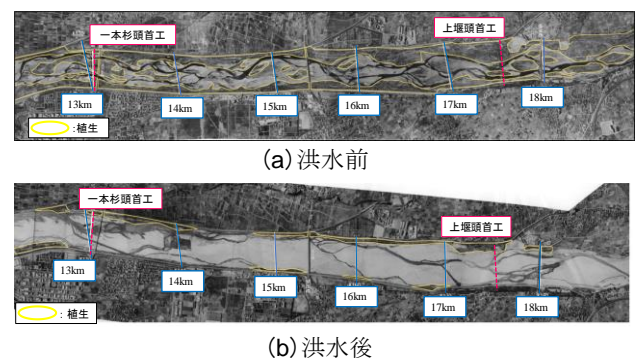 一本杉頭首工
上堰頭首工
13km
14km
15km
16km
17km
18km
:植生
(a)洪水前
一本杉頭首工
上堰頭首工
13km
14km
15km
16km
17km
18km
:植生
(b)洪水後